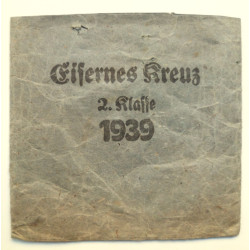 Eisernes Kreuz
2. Klasse
1939